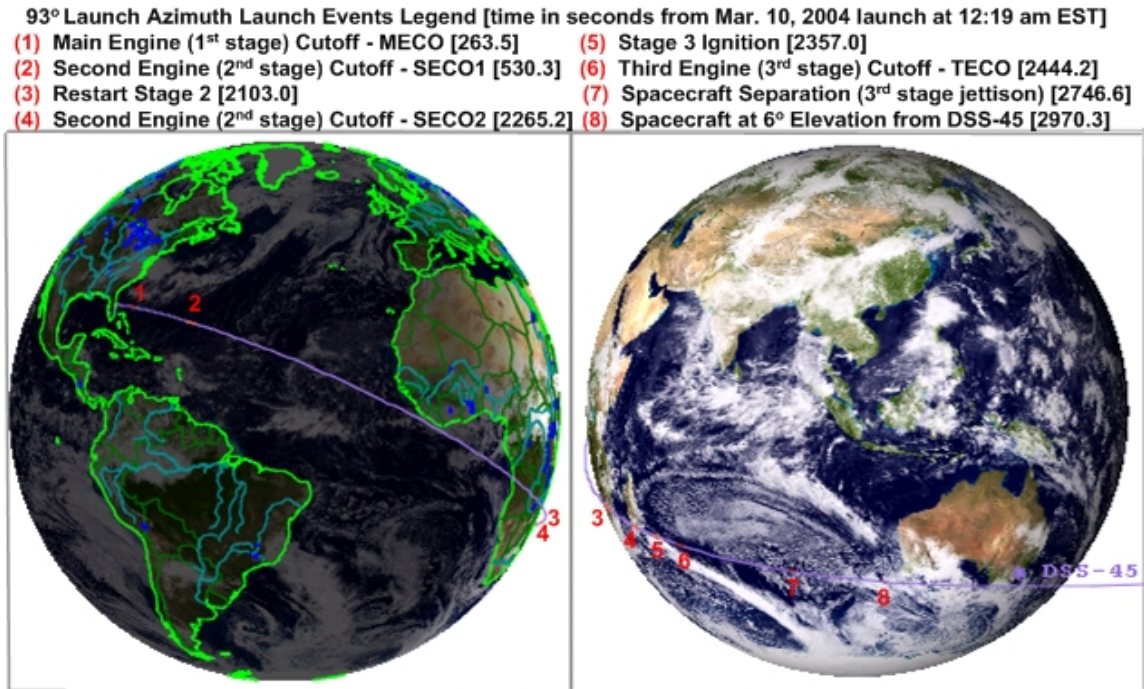 93º Launch Azimuth Launch Events Legend [time in seconds from Mar. 10, 2004 launch at 12:19 am EST]
(1) Main Engine (1st stage) Cutoff - MECO [263.5]
(2) Second Engine (2nd stage) Cutoff - SECO1 [530.3]
(3) Restart Stage 2 [2103.0]
(4) Second Engine (2nd stage) Cutoff - SECO2 [2265.2]
(5) Stage 3 Ignition [2357.0]
(6) Third Engine (3rd stage) Cutoff - TECO [2444.2]
(7) Spacecraft Separation (3rd stage jettison) [2746.6]
(8) Spacecraft at 6º Elevation from DSS-45 [2970.3]
1
2
3
4
3
4
5
6
7
8
DSS-45